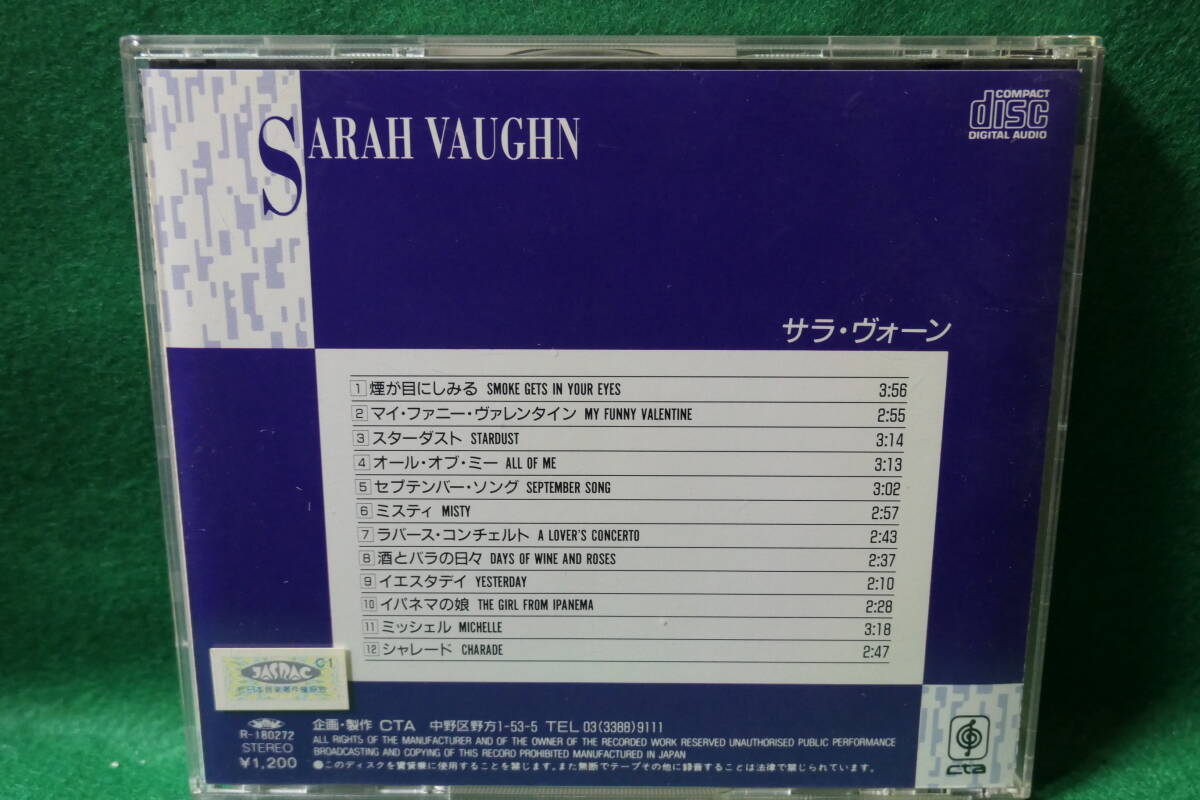 SARAH VAUGHN
COMPACT
disc
DIGITAL AUDIO
サラ・ヴォーン
1 煙が目にしみる SMOKE GETS IN YOUR EYES 3:56
2 マイ・ファニー・ヴァレンタイン MY FUNNY VALENTINE 2:55
3 スターダスト STARDUST 3:14
4 オール・オブ・ミー ALL OF ME 3:13
5 セプテンバー・ソング SEPTEMBER SONG 3:02
6 ミスティ MISTY 2:57
7 ラバース・コンチェルト A LOVER'S CONCERTO 2:43
8 酒とバラの日々 DAYS OF WINE AND ROSES 2:37
9 イエスタデイ YESTERDAY 2:10
10 イパネマの娘 THE GIRL FROM IPANEMA 2:28
11 ミッシェル MICHELLE 3:18
12 シャレード CHARADE 2:47
C1
JASRAC
日本音楽著作権協会
R-180272
STEREO
¥1,200
企画・製作 CTA 中野区野方1-53-5 TEL 03(3388)9111
ALL RIGHTS OF THE MANUFACTURER AND OF THE OWNER OF THE RECORDED WORK RESERVED UNAUTHORISED PUBLIC PERFORMANCE
BROADCASTING AND COPYING OF THIS RECORD PROHIBITED MANUFACTURED IN JAPAN
●このディスクを賃貸業に使用することを禁じます。また無断でテープその他に録音することは法律で禁じられています。
cta